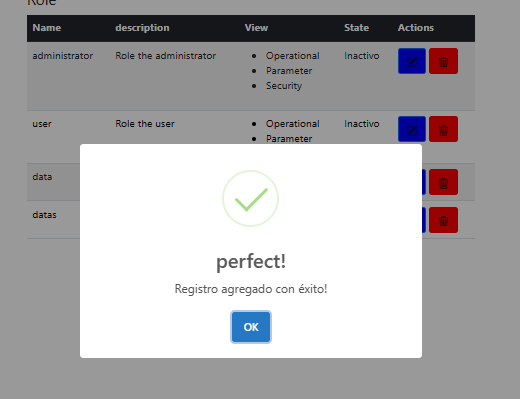 Role
Name description View State Actions
administrator Role the administrator Operational Inactivo
Parameter
Security
user Role the user Operational Inactivo
Parameter
data
datas
perfect!
Registro agregado con éxito!
OK